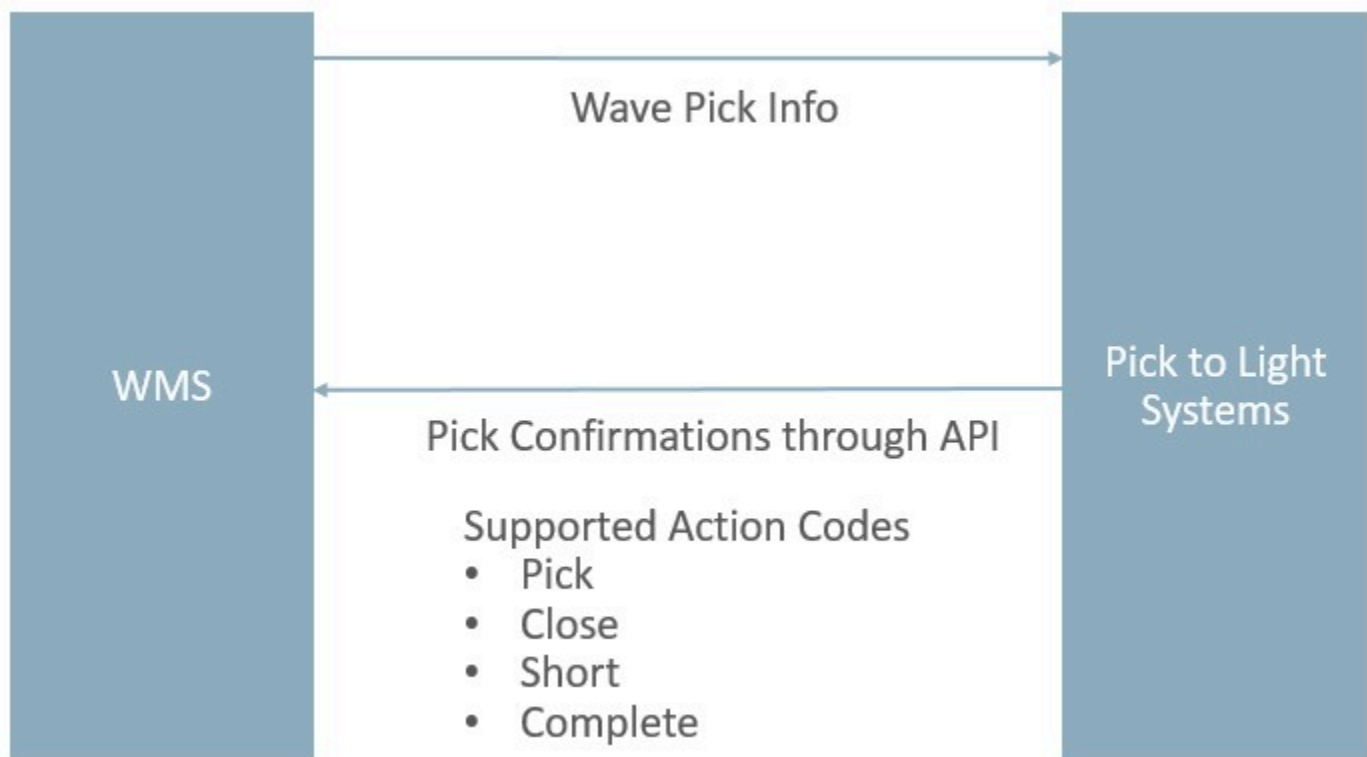 Wave Pick Info
WMS
Pick to Light
Systems
Pick Confirmations through API
Supported Action Codes
• Pick
• Close
• Short
• Complete